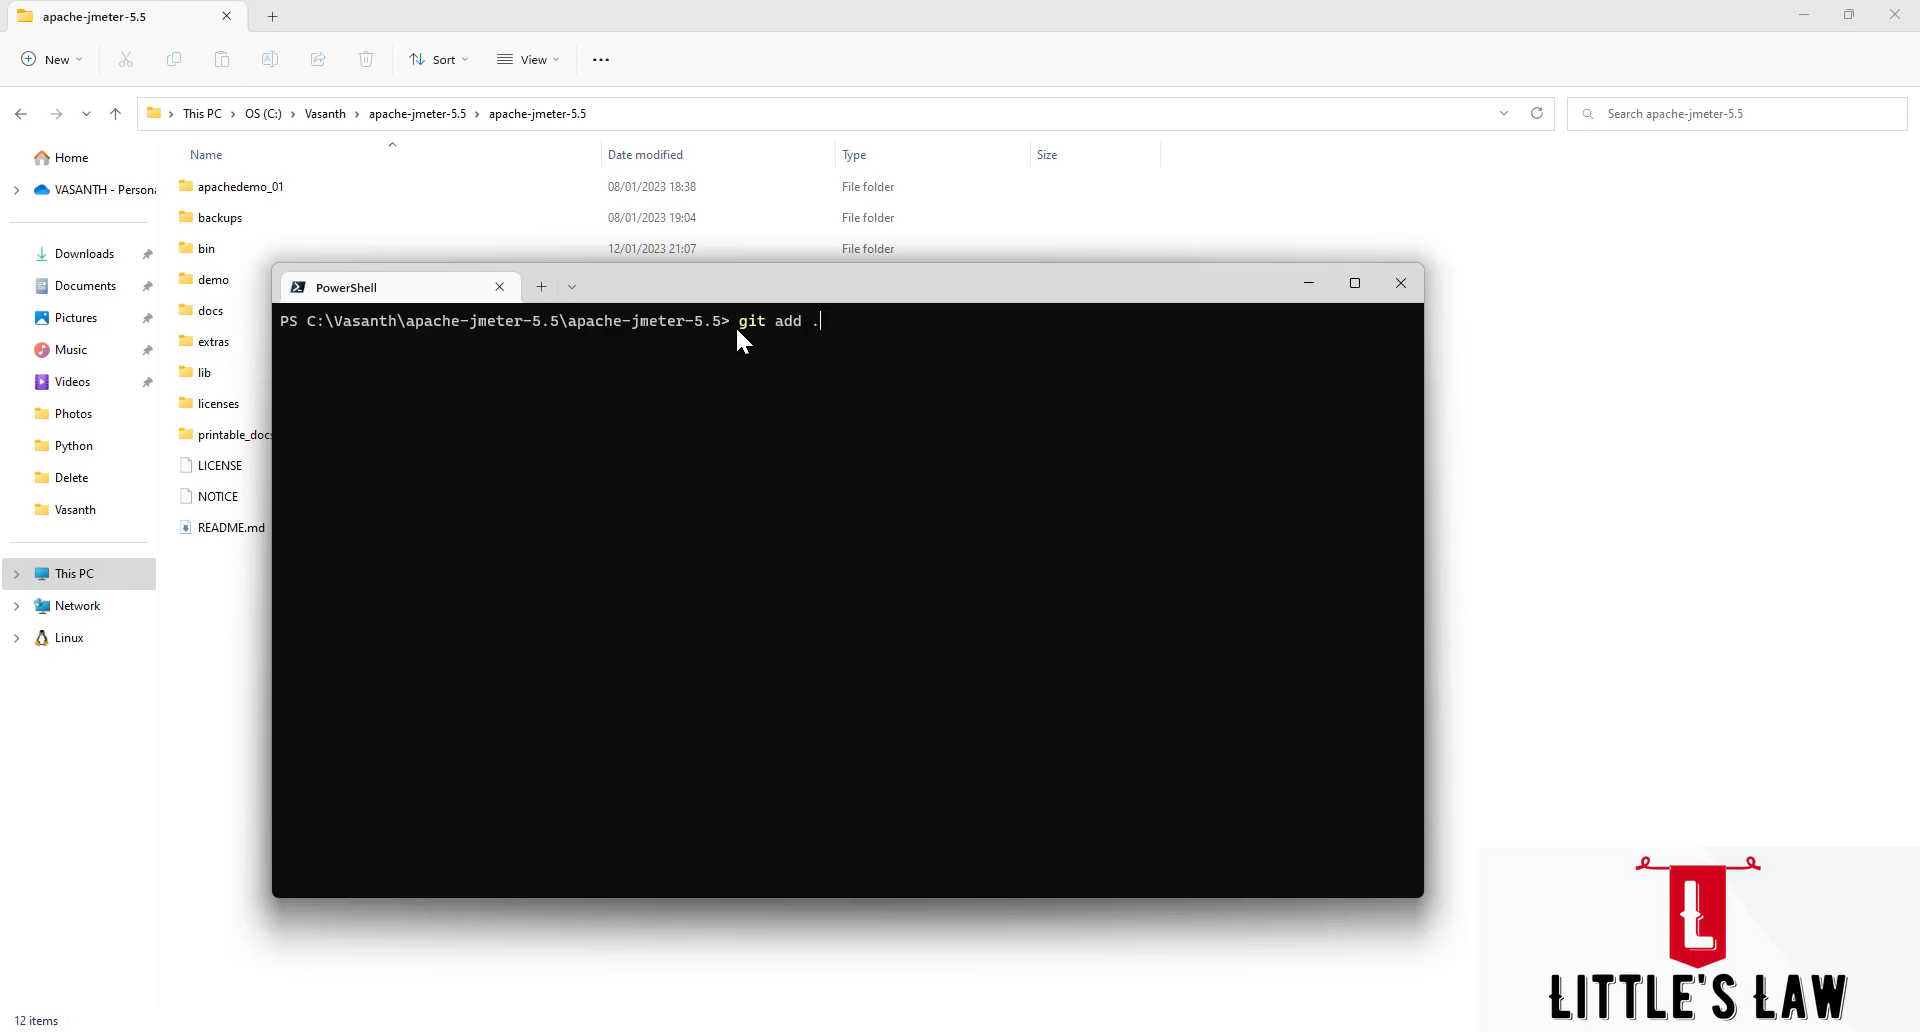 apache-jmeter-5.5
New
Sort
View
This PC > OS (C:) > Vasanth > apache-jmeter-5.5 > apache-jmeter-5.5
Search apache-jmeter-5.5
Name Date modified Type Size
Home
VASANTH - Persona
Downloads
Documents
Pictures
Music
Videos
Photos
Python
Delete
Vasanth
This PC
Network
Linux
apachedemo_01 08/01/2023 18:38 File folder
backups 08/01/2023 19:04 File folder
bin 12/01/2023 21:07 File folder
demo
docs
extras
lib
licenses
printable_docs
LICENSE
NOTICE
README.md
PowerShell
PS C:\Vasanth\apache-jmeter-5.5\apache-jmeter-5.5> git add .
12 items
L
LITTLE'S LAW